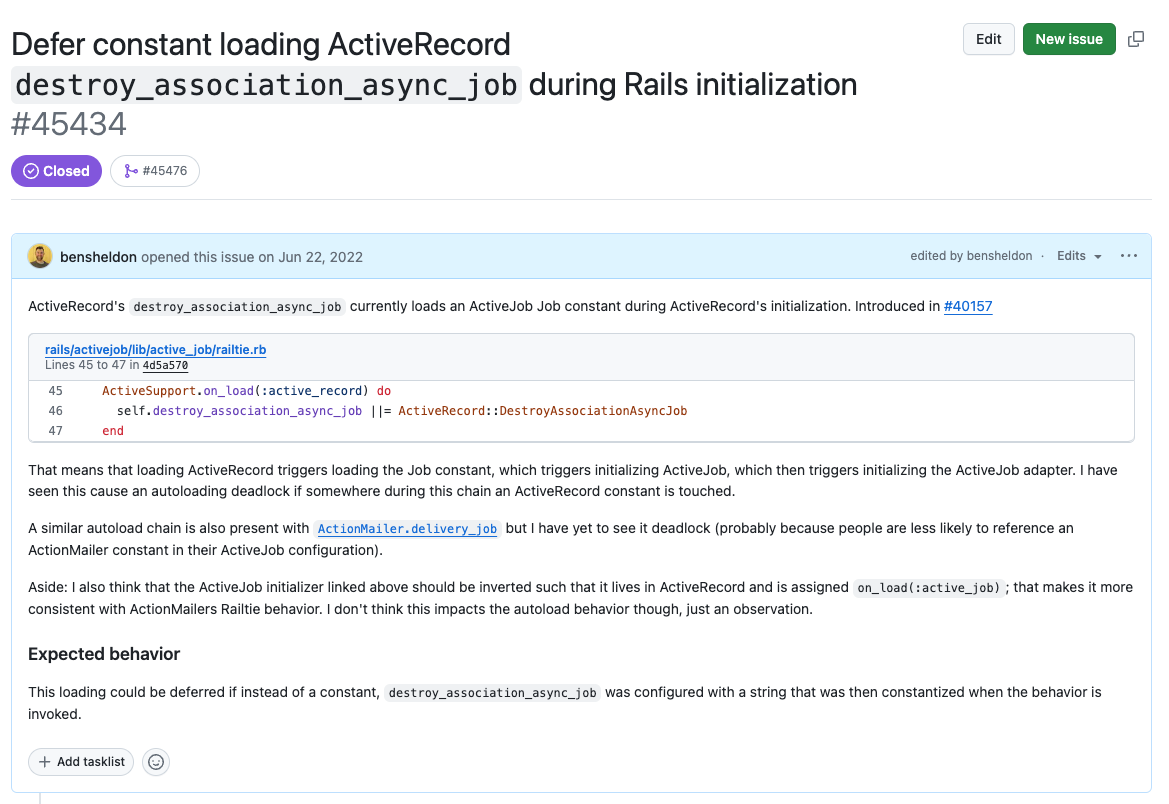 Defer constant loading ActiveRecord
destroy_association_async_job during Rails initialization
#45434
Edit
New issue
Closed
#45476
bensheldon opened this issue on Jun 22, 2022
edited by bensheldon · Edits
ActiveRecord's destroy_association_async_job currently loads an ActiveJob Job constant during ActiveRecord's initialization. Introduced in #40157
rails/activejob/lib/active_job/railtie.rb
Lines 45 to 47 in 4d5a570
45 ActiveSupport.on_load(:active_record) do
46 self.destroy_association_async_job ||= ActiveRecord::DestroyAssociationAsyncJob
47 end
That means that loading ActiveRecord triggers loading the Job constant, which triggers initializing ActiveJob, which then triggers initializing the ActiveJob adapter. I have
seen this cause an autoloading deadlock if somewhere during this chain an ActiveRecord constant is touched.
A similar autoload chain is also present with ActionMailer.delivery_job but I have yet to see it deadlock (probably because people are less likely to reference an
ActionMailer constant in their ActiveJob configuration).
Aside: I also think that the ActiveJob initializer linked above should be inverted such that it lives in ActiveRecord and is assigned on_load(:active_job) ; that makes it more
consistent with ActionMailers Railtie behavior. I don't think this impacts the autoload behavior though, just an observation.
Expected behavior
This loading could be deferred if instead of a constant, destroy_association_async_job was configured with a string that was then constantized when the behavior is
invoked.
Add tasklist